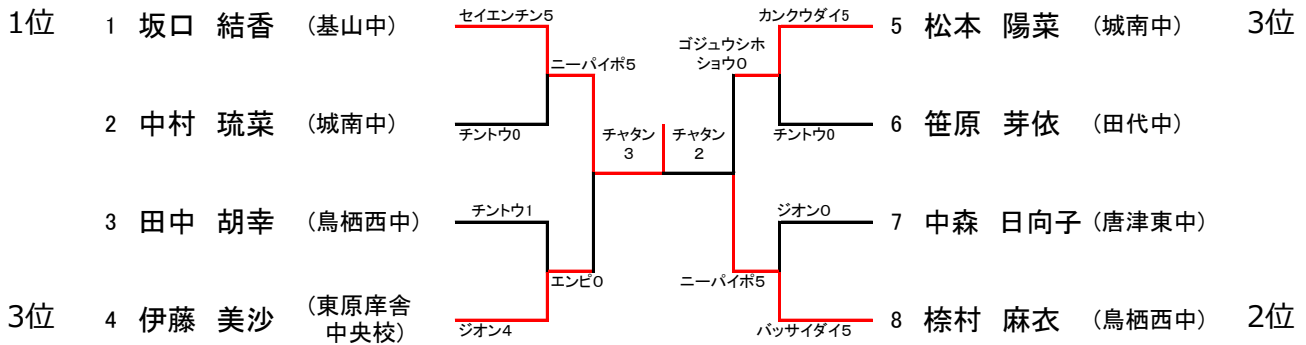 1位 1 坂口 結香 (基山中) セイエンチン5 カンクウダイ5 5 松本 陽菜 (城南中) 3位
ニーパイポ5 ゴジュウシホ
ショウ0
2 中村 琉菜 (城南中) チントウ0 チントウ0 6 笹原 芽依 (田代中)
チャタン チャタン
3 2
3 田中 胡幸 (鳥栖西中) チントウ1 ジオン0 7 中森 日向子 (唐津東中)
エンピ0 ニーパイポ5
3位 4 伊藤 美沙 (東原庠舎
中央校) ジオン4 バッサイダイ5 8 榇村 麻衣 (鳥栖西中) 2位